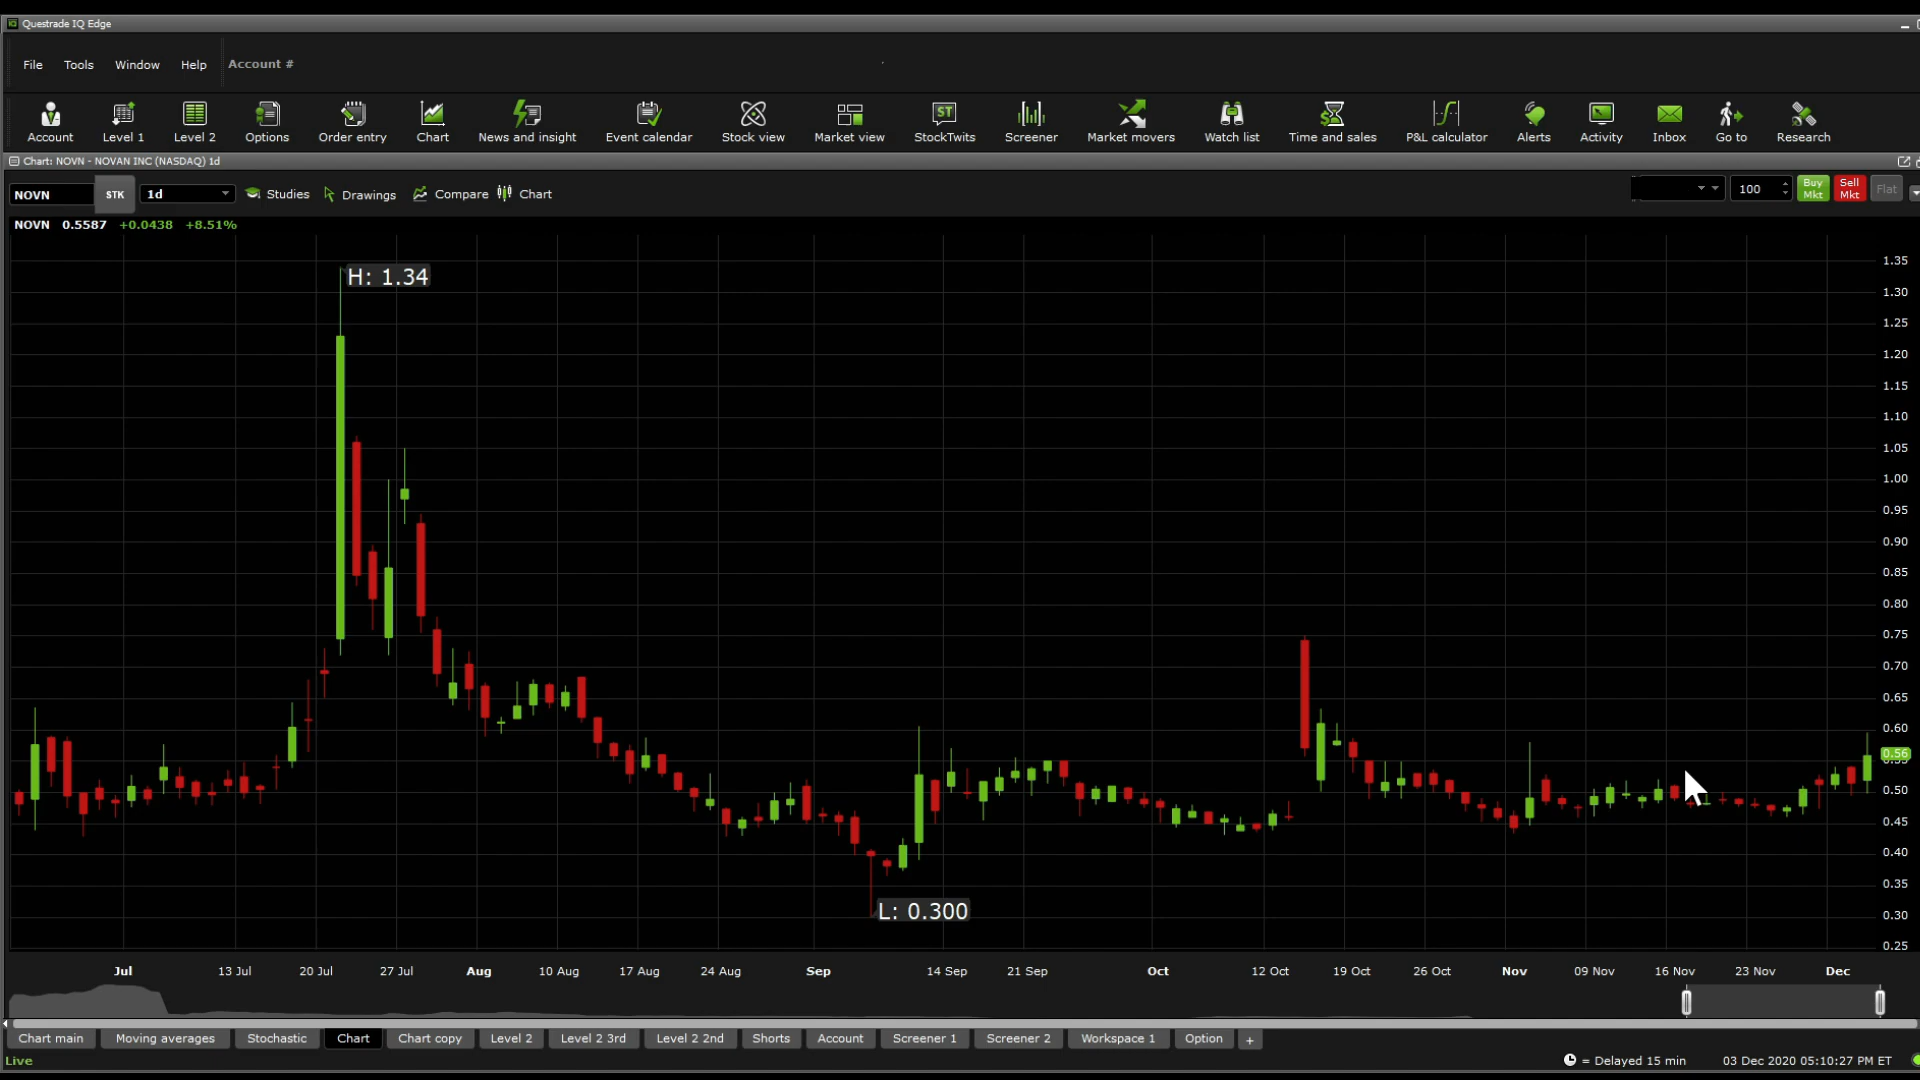 Questrade IQ Edge
File Tools Window Help Account #
Account Level 1 Level 2 Options Order entry Chart News and insight Event calendar Stock view Market view StockTwits Screener Market movers Watch list Time and sales P&L calculator Alerts Activity Inbox Go to Research
Chart: NOVN - NOVAN INC (NASDAQ) 1d
NOVN STK 1d Studies Drawings Compare Chart 100 Buy Mkt Sell Mkt Flat
NOVN 0.5587 +0.0438 +8.51%
H: 1.34
L: 0.300
1.35
1.30
1.25
1.20
1.15
1.10
1.05
1.00
0.95
0.90
0.85
0.80
0.75
0.70
0.65
0.60
0.56
0.55
0.50
0.45
0.40
0.35
0.30
0.25
Jul 13 Jul 20 Jul 27 Jul Aug 10 Aug 17 Aug 24 Aug Sep 14 Sep 21 Sep Oct 12 Oct 19 Oct 26 Oct Nov 09 Nov 16 Nov 23 Nov Dec
Chart main Moving averages Stochastic Chart Chart copy Level 2 Level 2 3rd Level 2 2nd Shorts Account Screener 1 Screener 2 Workspace 1 Option +
Live = Delayed 15 min 03 Dec 2020 05:10:27 PM ET